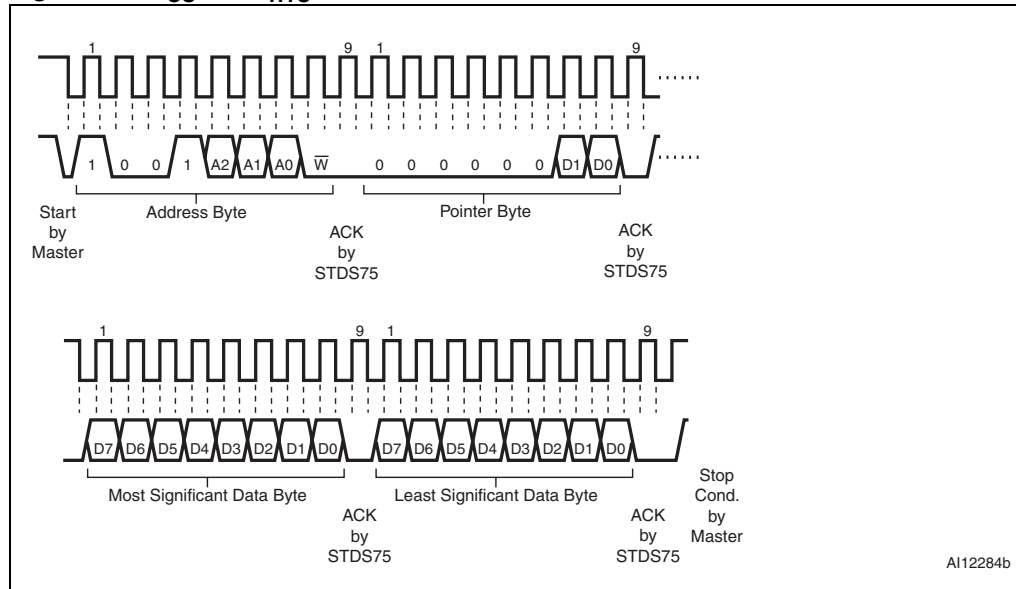 1 9 1 9
1 0 0 1 A2 A1 A0 W 0 0 0 0 0 0 D1 D0
Start by Master
Address Byte
Pointer Byte
ACK by STDS75
ACK by STDS75
1 9 1 9
D7 D6 D5 D4 D3 D2 D1 D0 D7 D6 D5 D4 D3 D2 D1 D0
Most Significant Data Byte
Least Significant Data Byte
ACK by STDS75
ACK by STDS75
Stop Cond. by Master
AI12284b